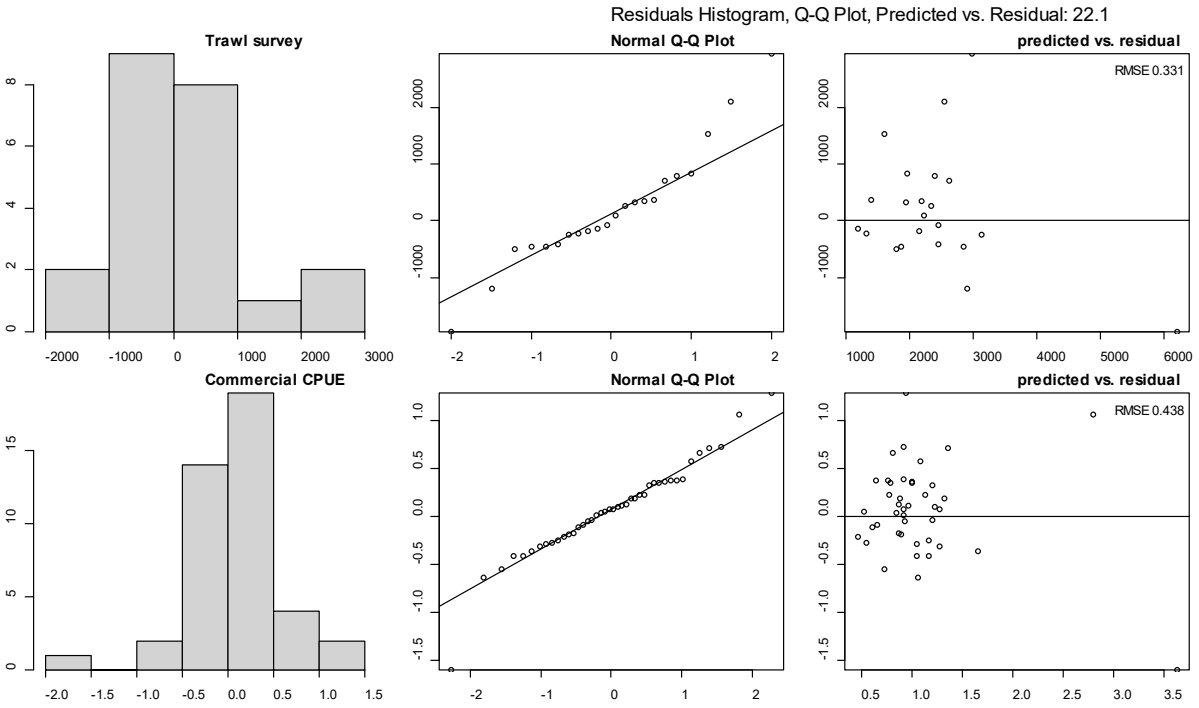 Residuals Histogram, Q-Q Plot, Predicted vs. Residual: 22.1
Trawl survey
Normal Q-Q Plot
predicted vs. residual
RMSE 0.331
0 2 4 6 8
-2000 -1000 0 1000 2000 3000
-1000 0 1000 2000
-2 -1 0 1 2
-1000 0 1000 2000
1000 2000 3000 4000 5000 6000
Commercial CPUE
Normal Q-Q Plot
predicted vs. residual
RMSE 0.438
0 5 10 15
-2.0 -1.5 -1.0 -0.5 0.0 0.5 1.0 1.5
-1.5 -1.0 -0.5 0.0 0.5 1.0
-2 -1 0 1 2
-1.5 -1.0 -0.5 0.0 0.5 1.0
0.5 1.0 1.5 2.0 2.5 3.0 3.5